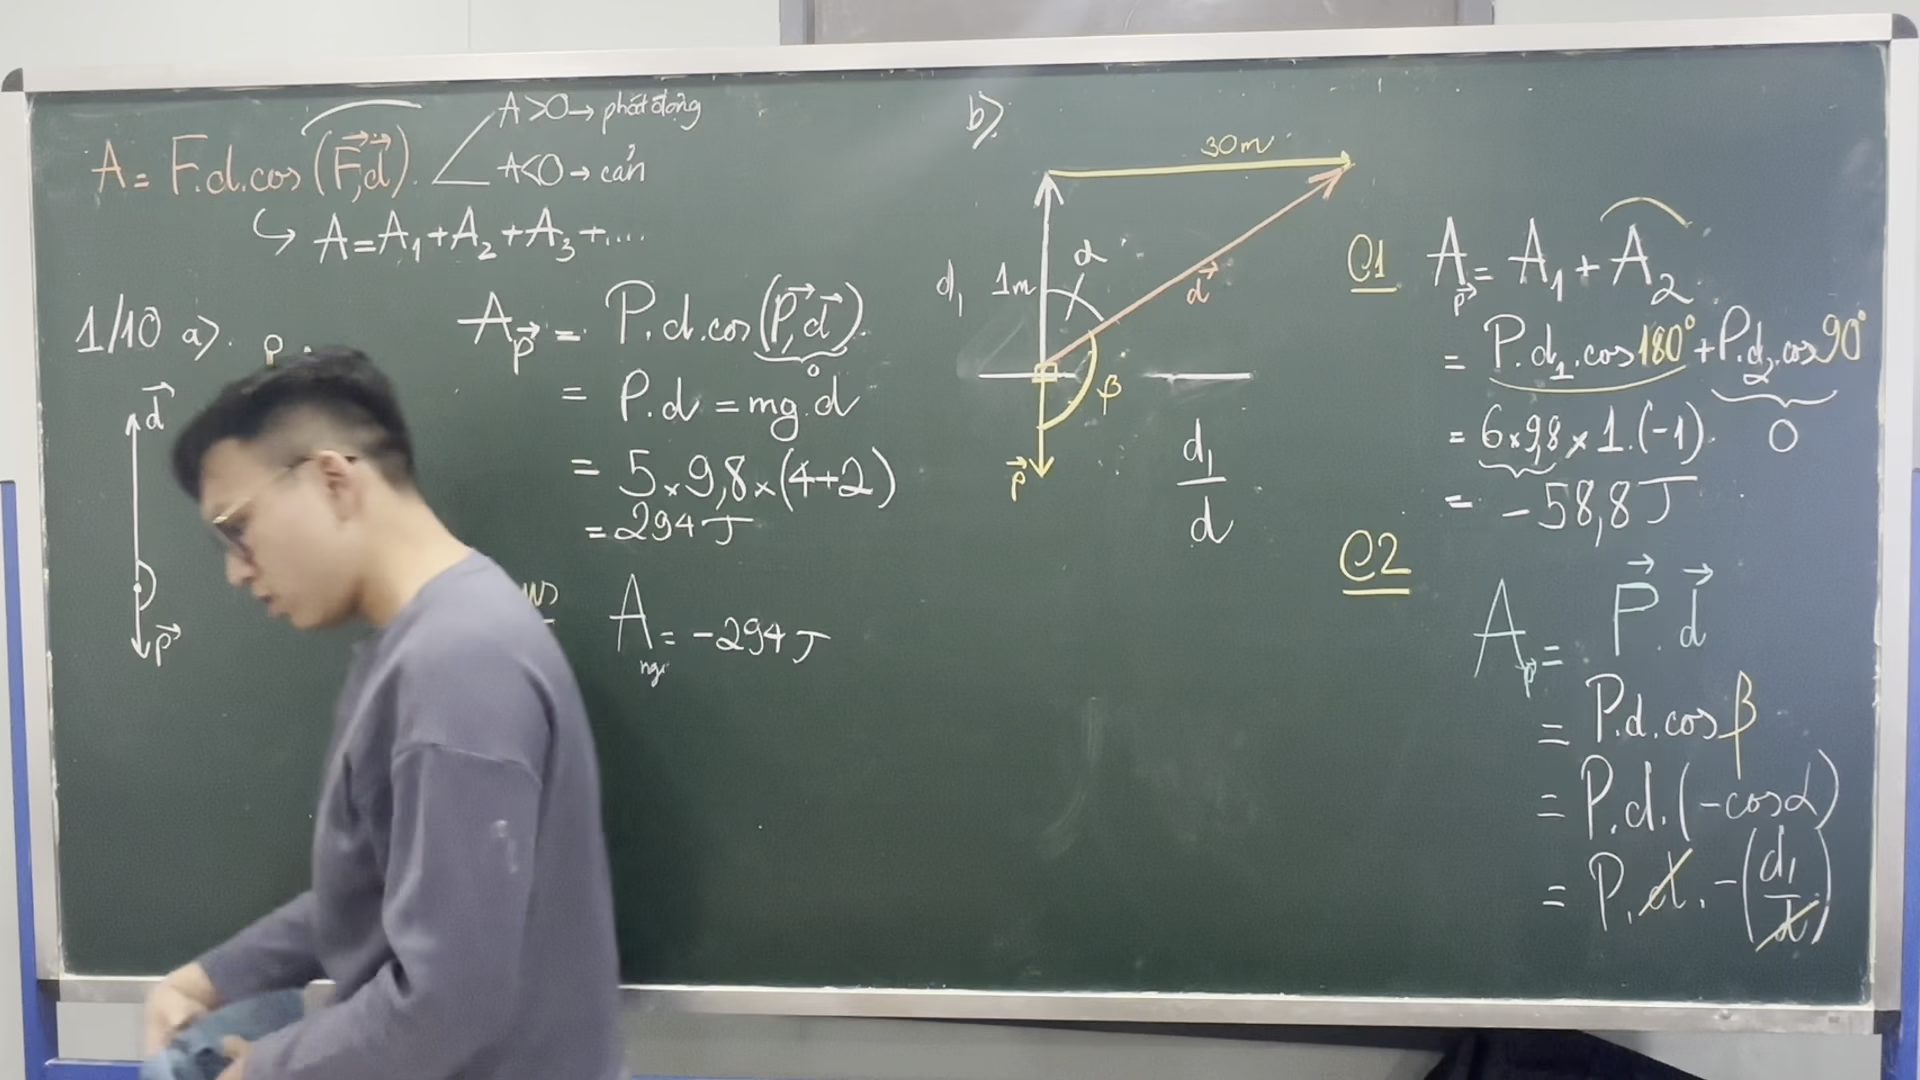 A = F.d.cos(F⃗,d⃗)
A>0 → phát động
A<0 → cản
↳ A = A₁ + A₂ + A₃ + ....
1/10 a).
d⃗
P⃗
A_P⃗ = P.d.cos(P⃗,d⃗).
0
= P.d = mg.d
= 5×9,8×(4+2)
= 294 J
A = -294 J
b)
30m
d₁ 1m
α
d⃗
β
P⃗
d₁/d
C1
A_P⃗ = A₁ + A₂
= P.d₁.cos180° + P.d₂.cos90°
= 6×9,8×1.(-1) 0
= -58,8 J
C2
A_P⃗ = P⃗.d⃗
= P.d.cosβ
= P.d.(-cosα)
= P.d.-(d₁/d)